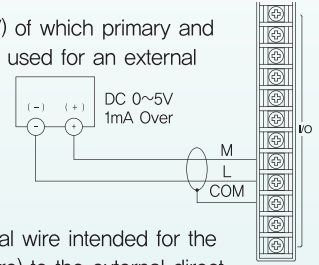 ') of which primary and
used for an external
(-) (+)
DC 0~5V
1mA Over
- +
I/O
M
L
COM
al wire intended for the
to the external direct